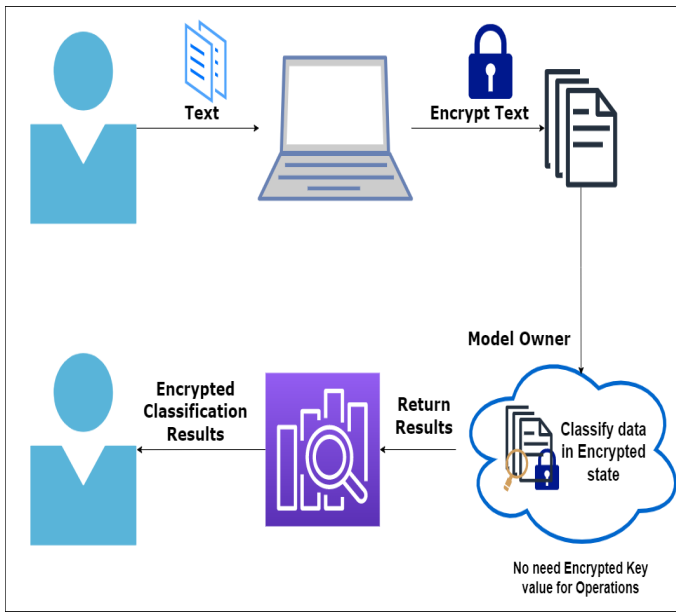 Text
Encrypt Text
Model Owner
Encrypted
Classification
Results
Return
Results
Classify data
in Encrypted
state
No need Encrypted Key
value for Operations